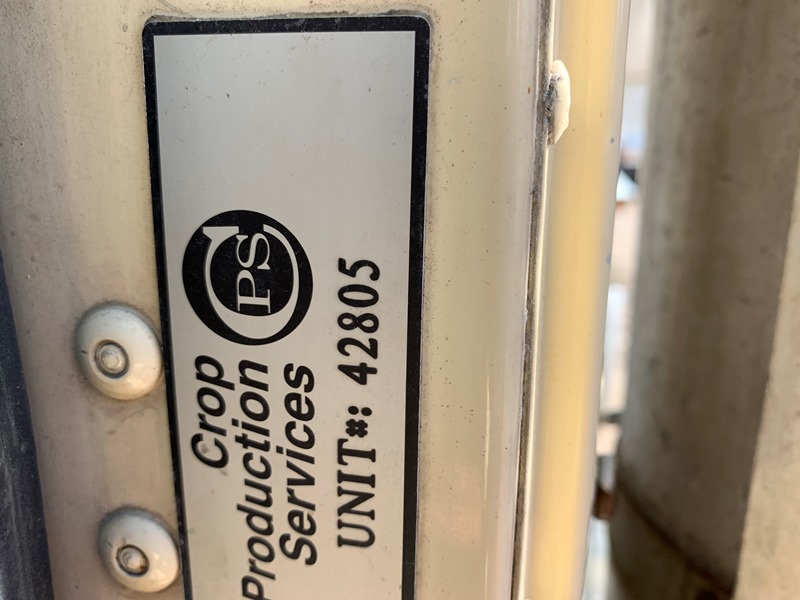 CPS
Crop
Production
Services
UNIT#: 42805